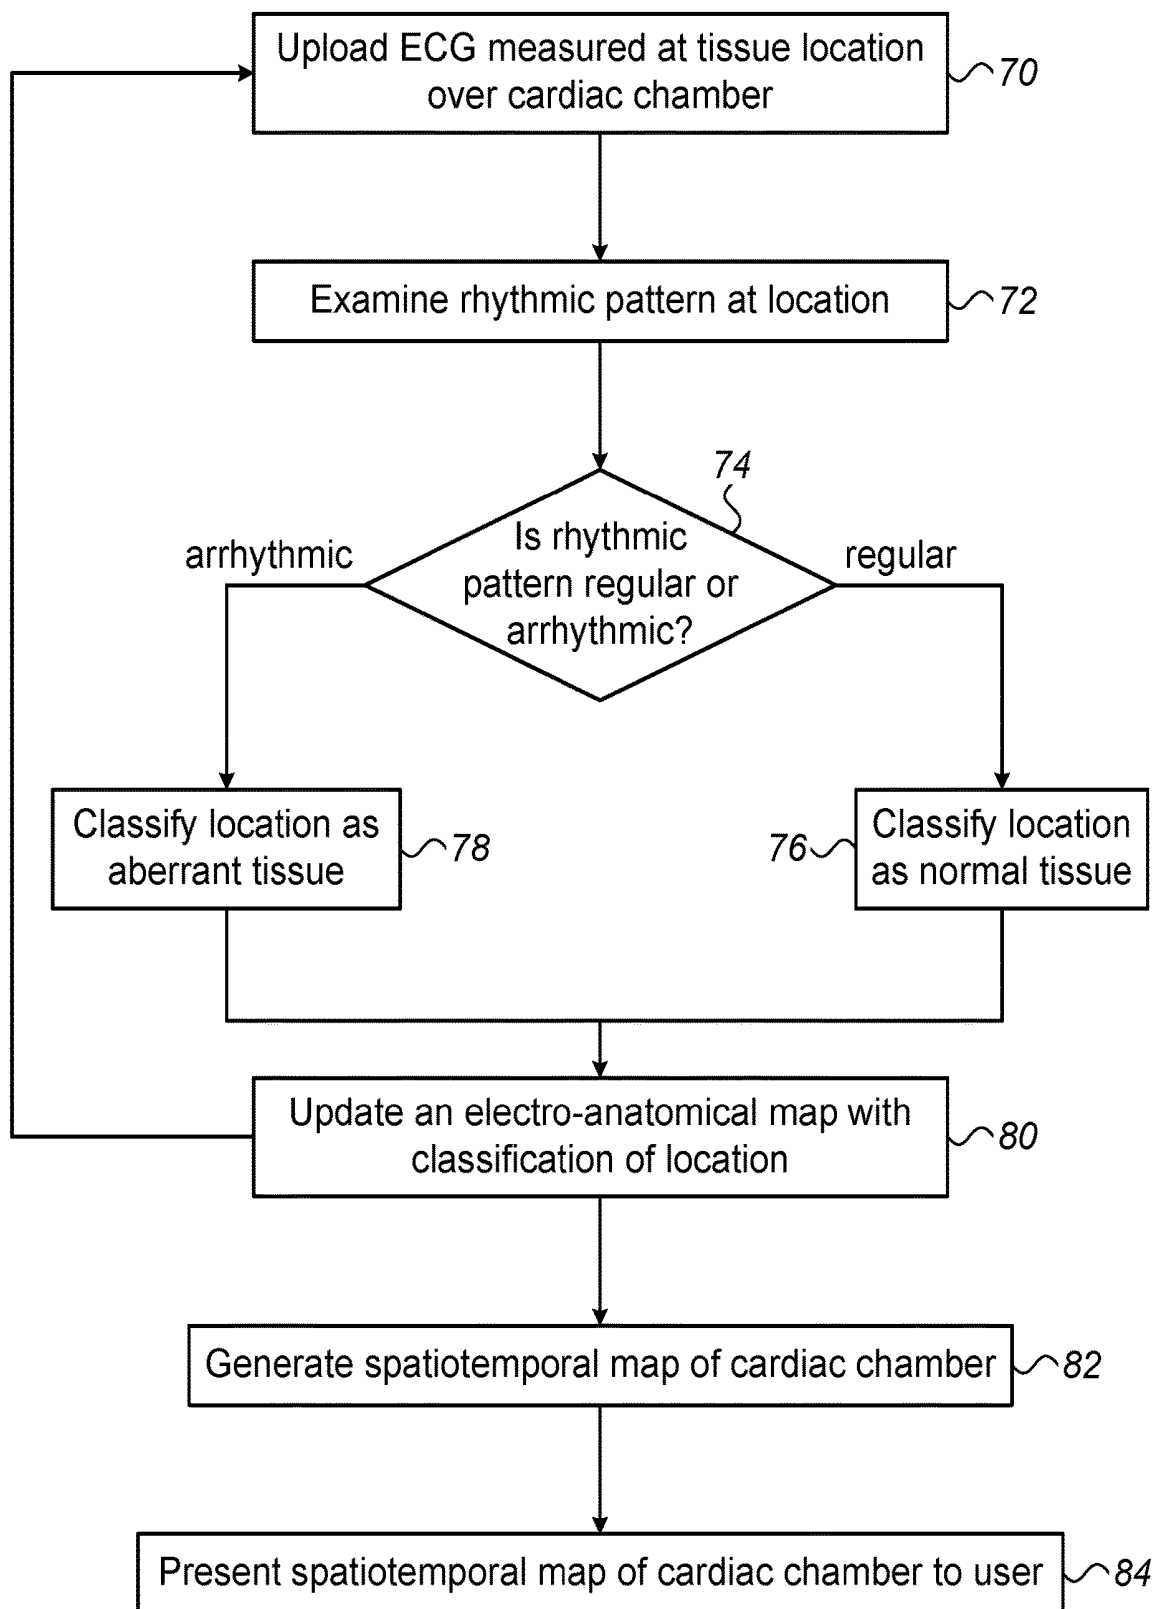 Upload ECG measured at tissue location
over cardiac chamber
70
Examine rhythmic pattern at location
72
74
Is rhythmic
pattern regular or
arrhythmic?
arrhythmic
regular
Classify location as
aberrant tissue
78
76
Classify location
as normal tissue
Update an electro-anatomical map with
classification of location
80
Generate spatiotemporal map of cardiac chamber
82
Present spatiotemporal map of cardiac chamber to user
84